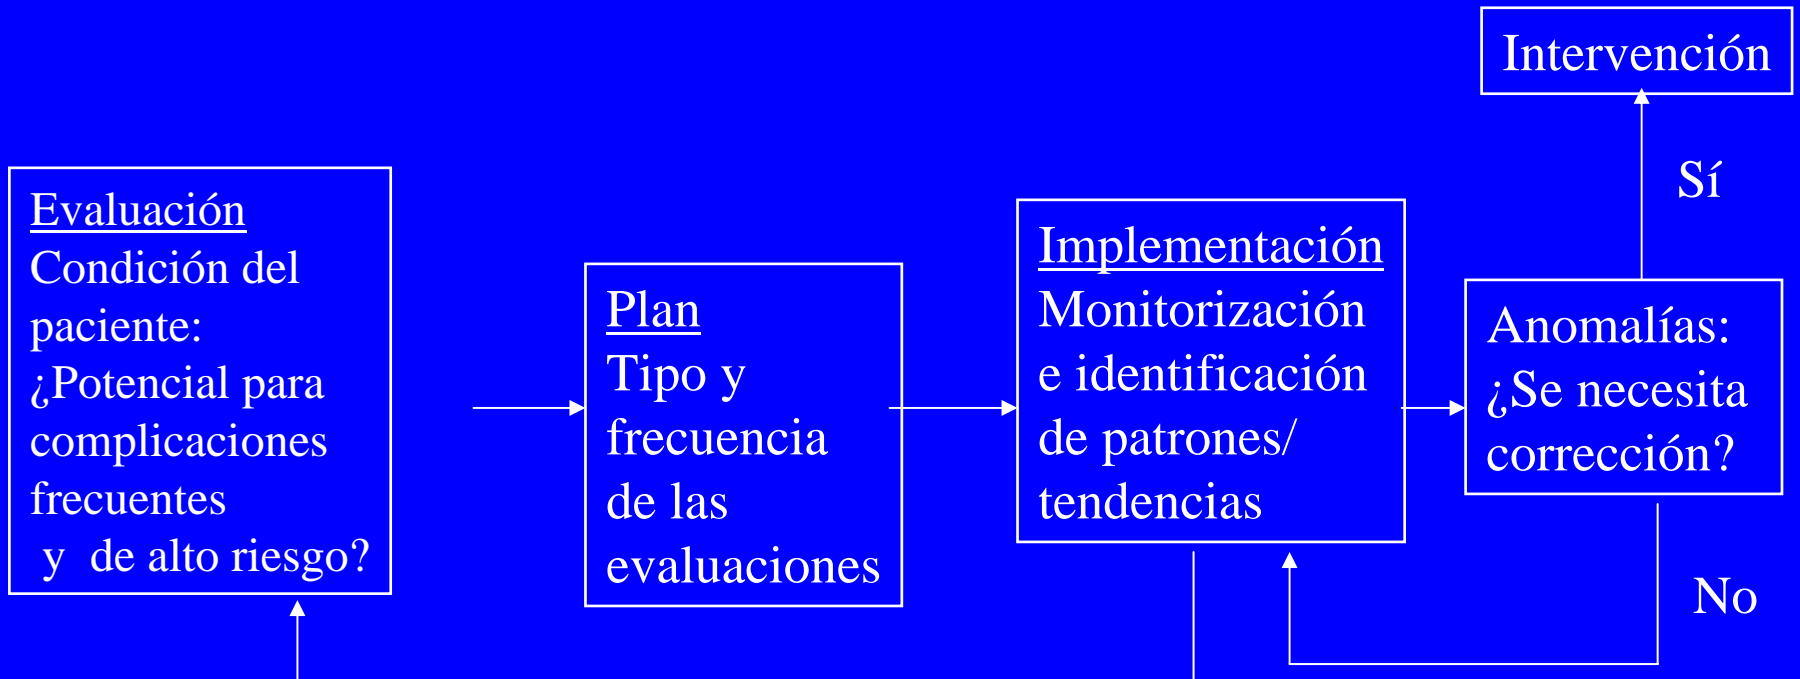 Intervención
Sí
Evaluación
Condición del
paciente:
¿Potencial para
complicaciones
frecuentes
y de alto riesgo?
Plan
Tipo y
frecuencia
de las
evaluaciones
Implementación
Monitorización
e identificación
de patrones/
tendencias
Anomalías:
¿Se necesita
corrección?
No